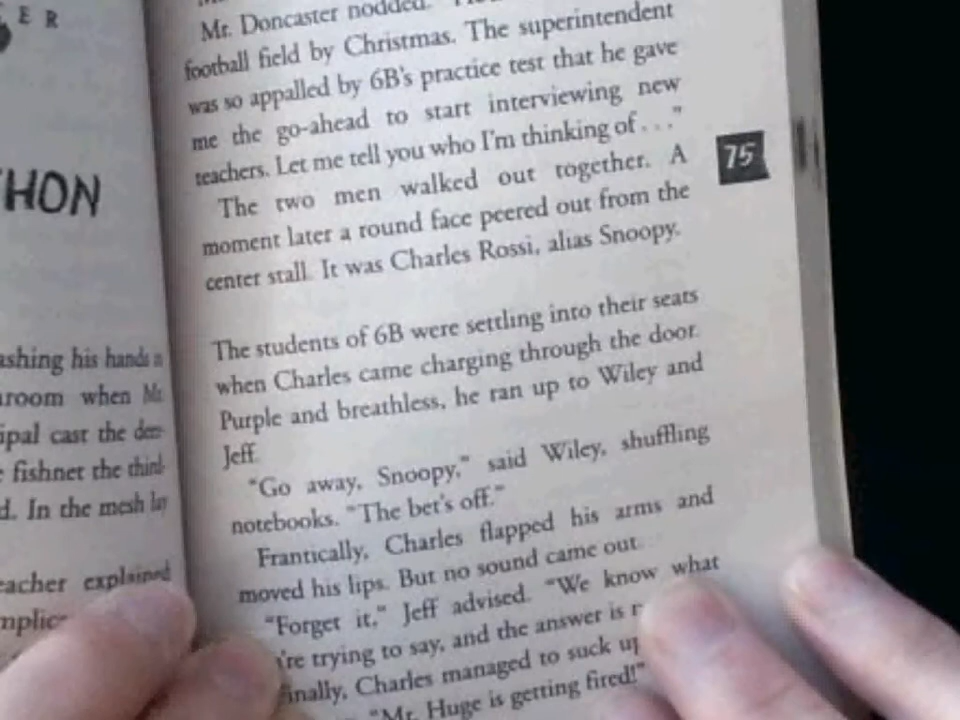 E R
HON
ashing his hands
room when Mr.
ipal cast the
fishnet the
d. In the mesh lay
eacher explained
Mr. Doncaster nodded.
football field by Christmas. The superintendent
was so appalled by 6B's practice test that he gave
me the go-ahead to start interviewing new
teachers. Let me tell you who I'm thinking of . . ."
The two men walked out together. A
moment later a round face peered out from the
center stall. It was Charles Rossi, alias Snoopy.
75
The students of 6B were settling into their seats
when Charles came charging through the door.
Purple and breathless, he ran up to Wiley and
Jeff.
"Go away, Snoopy," said Wiley, shuffling
notebooks. "The bet's off."
Frantically, Charles flapped his arms and
moved his lips. But no sound came out.
"Forget it," Jeff advised. "We know what
're trying to say, and the answer is
inally, Charles managed to suck up
"Mr. Huge is getting fired!"